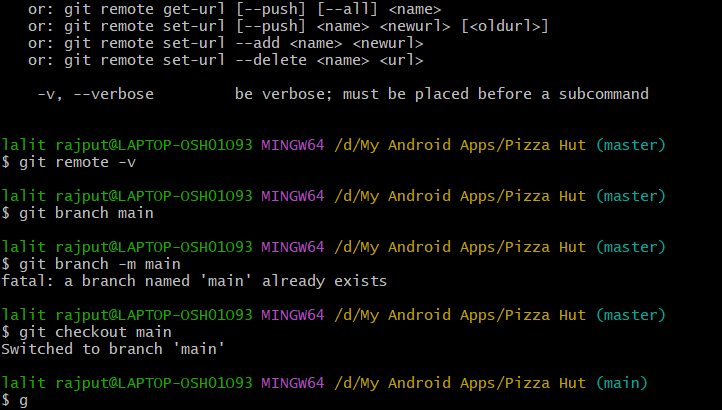 or: git remote get-url [--push] [--all] <name>
or: git remote set-url [--push] <name> <newurl> [<oldurl>]
or: git remote set-url --add <name> <newurl>
or: git remote set-url --delete <name> <url>
-v, --verbose         be verbose; must be placed before a subcommand
lalit rajput@LAPTOP-OSH01O93 MINGW64 /d/My Android Apps/Pizza Hut (master)
$ git remote -v
lalit rajput@LAPTOP-OSH01O93 MINGW64 /d/My Android Apps/Pizza Hut (master)
$ git branch main
lalit rajput@LAPTOP-OSH01O93 MINGW64 /d/My Android Apps/Pizza Hut (master)
$ git branch -m main
fatal: a branch named 'main' already exists
lalit rajput@LAPTOP-OSH01O93 MINGW64 /d/My Android Apps/Pizza Hut (master)
$ git checkout main
Switched to branch 'main'
lalit rajput@LAPTOP-OSH01O93 MINGW64 /d/My Android Apps/Pizza Hut (main)
$ g